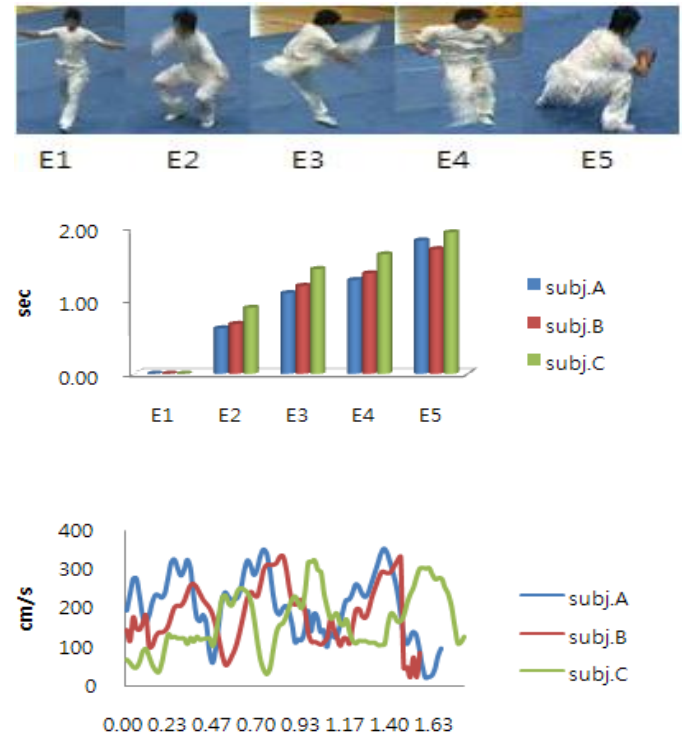 E1 E2 E3 E4 E5
2.00
1.00
0.00
sec
E1 E2 E3 E4 E5
subj.A
subj.B
subj.C
400
300
200
100
0
cm/s
0.00 0.23 0.47 0.70 0.93 1.17 1.40 1.63
subj.A
subj.B
subj.C